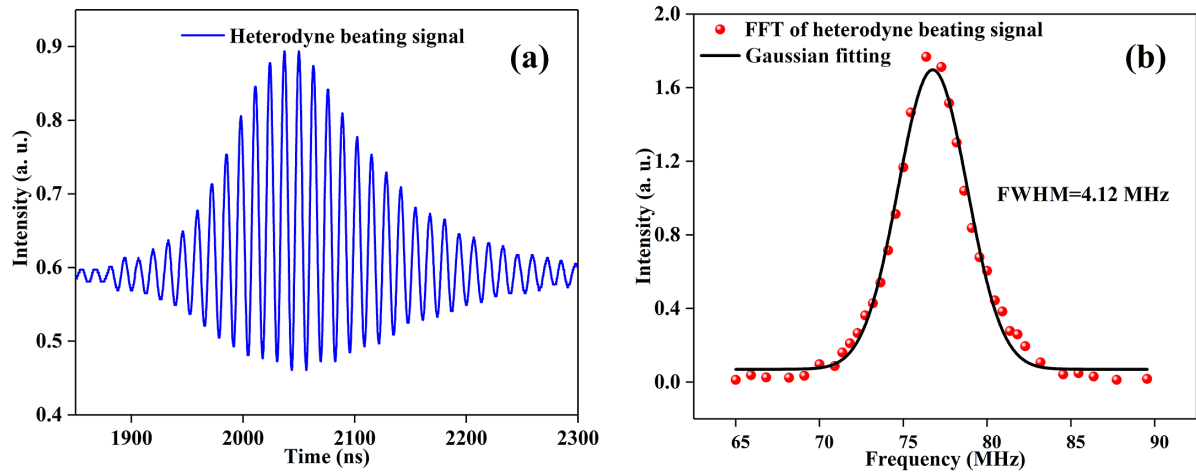 Heterodyne beating signal
(a)
Intensity (a. u.)
0.9
0.8
0.7
0.6
0.5
0.4
1900
2000
2100
2200
2300
Time (ns)
FFT of heterodyne beating signal
Gaussian fitting
(b)
FWHM=4.12 MHz
Intensity (a. u.)
2.0
1.6
1.2
0.8
0.4
0.0
65
70
75
80
85
90
Frequency (MHz)